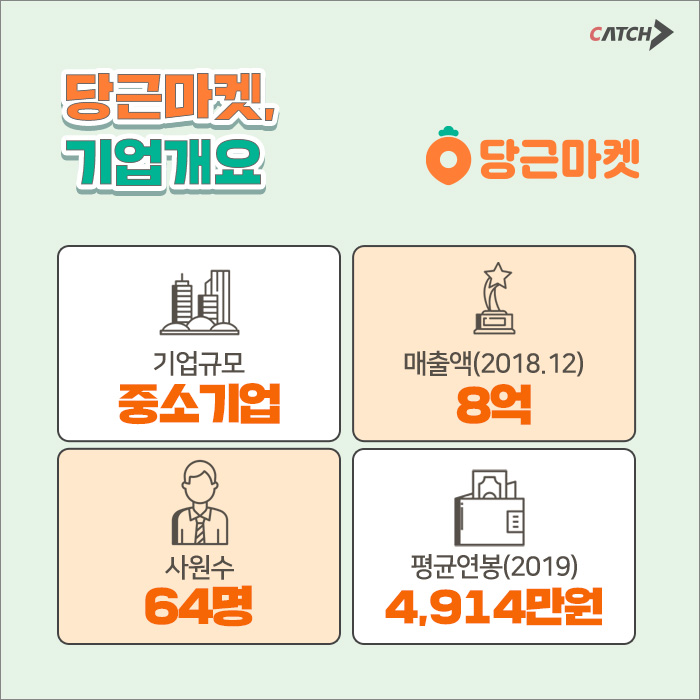 CATCH
당근마켓,
기업개요
당근마켓
기업규모
중소기업
매출액(2018.12)
8억
사원수
64명
평균연봉(2019)
4,914만원